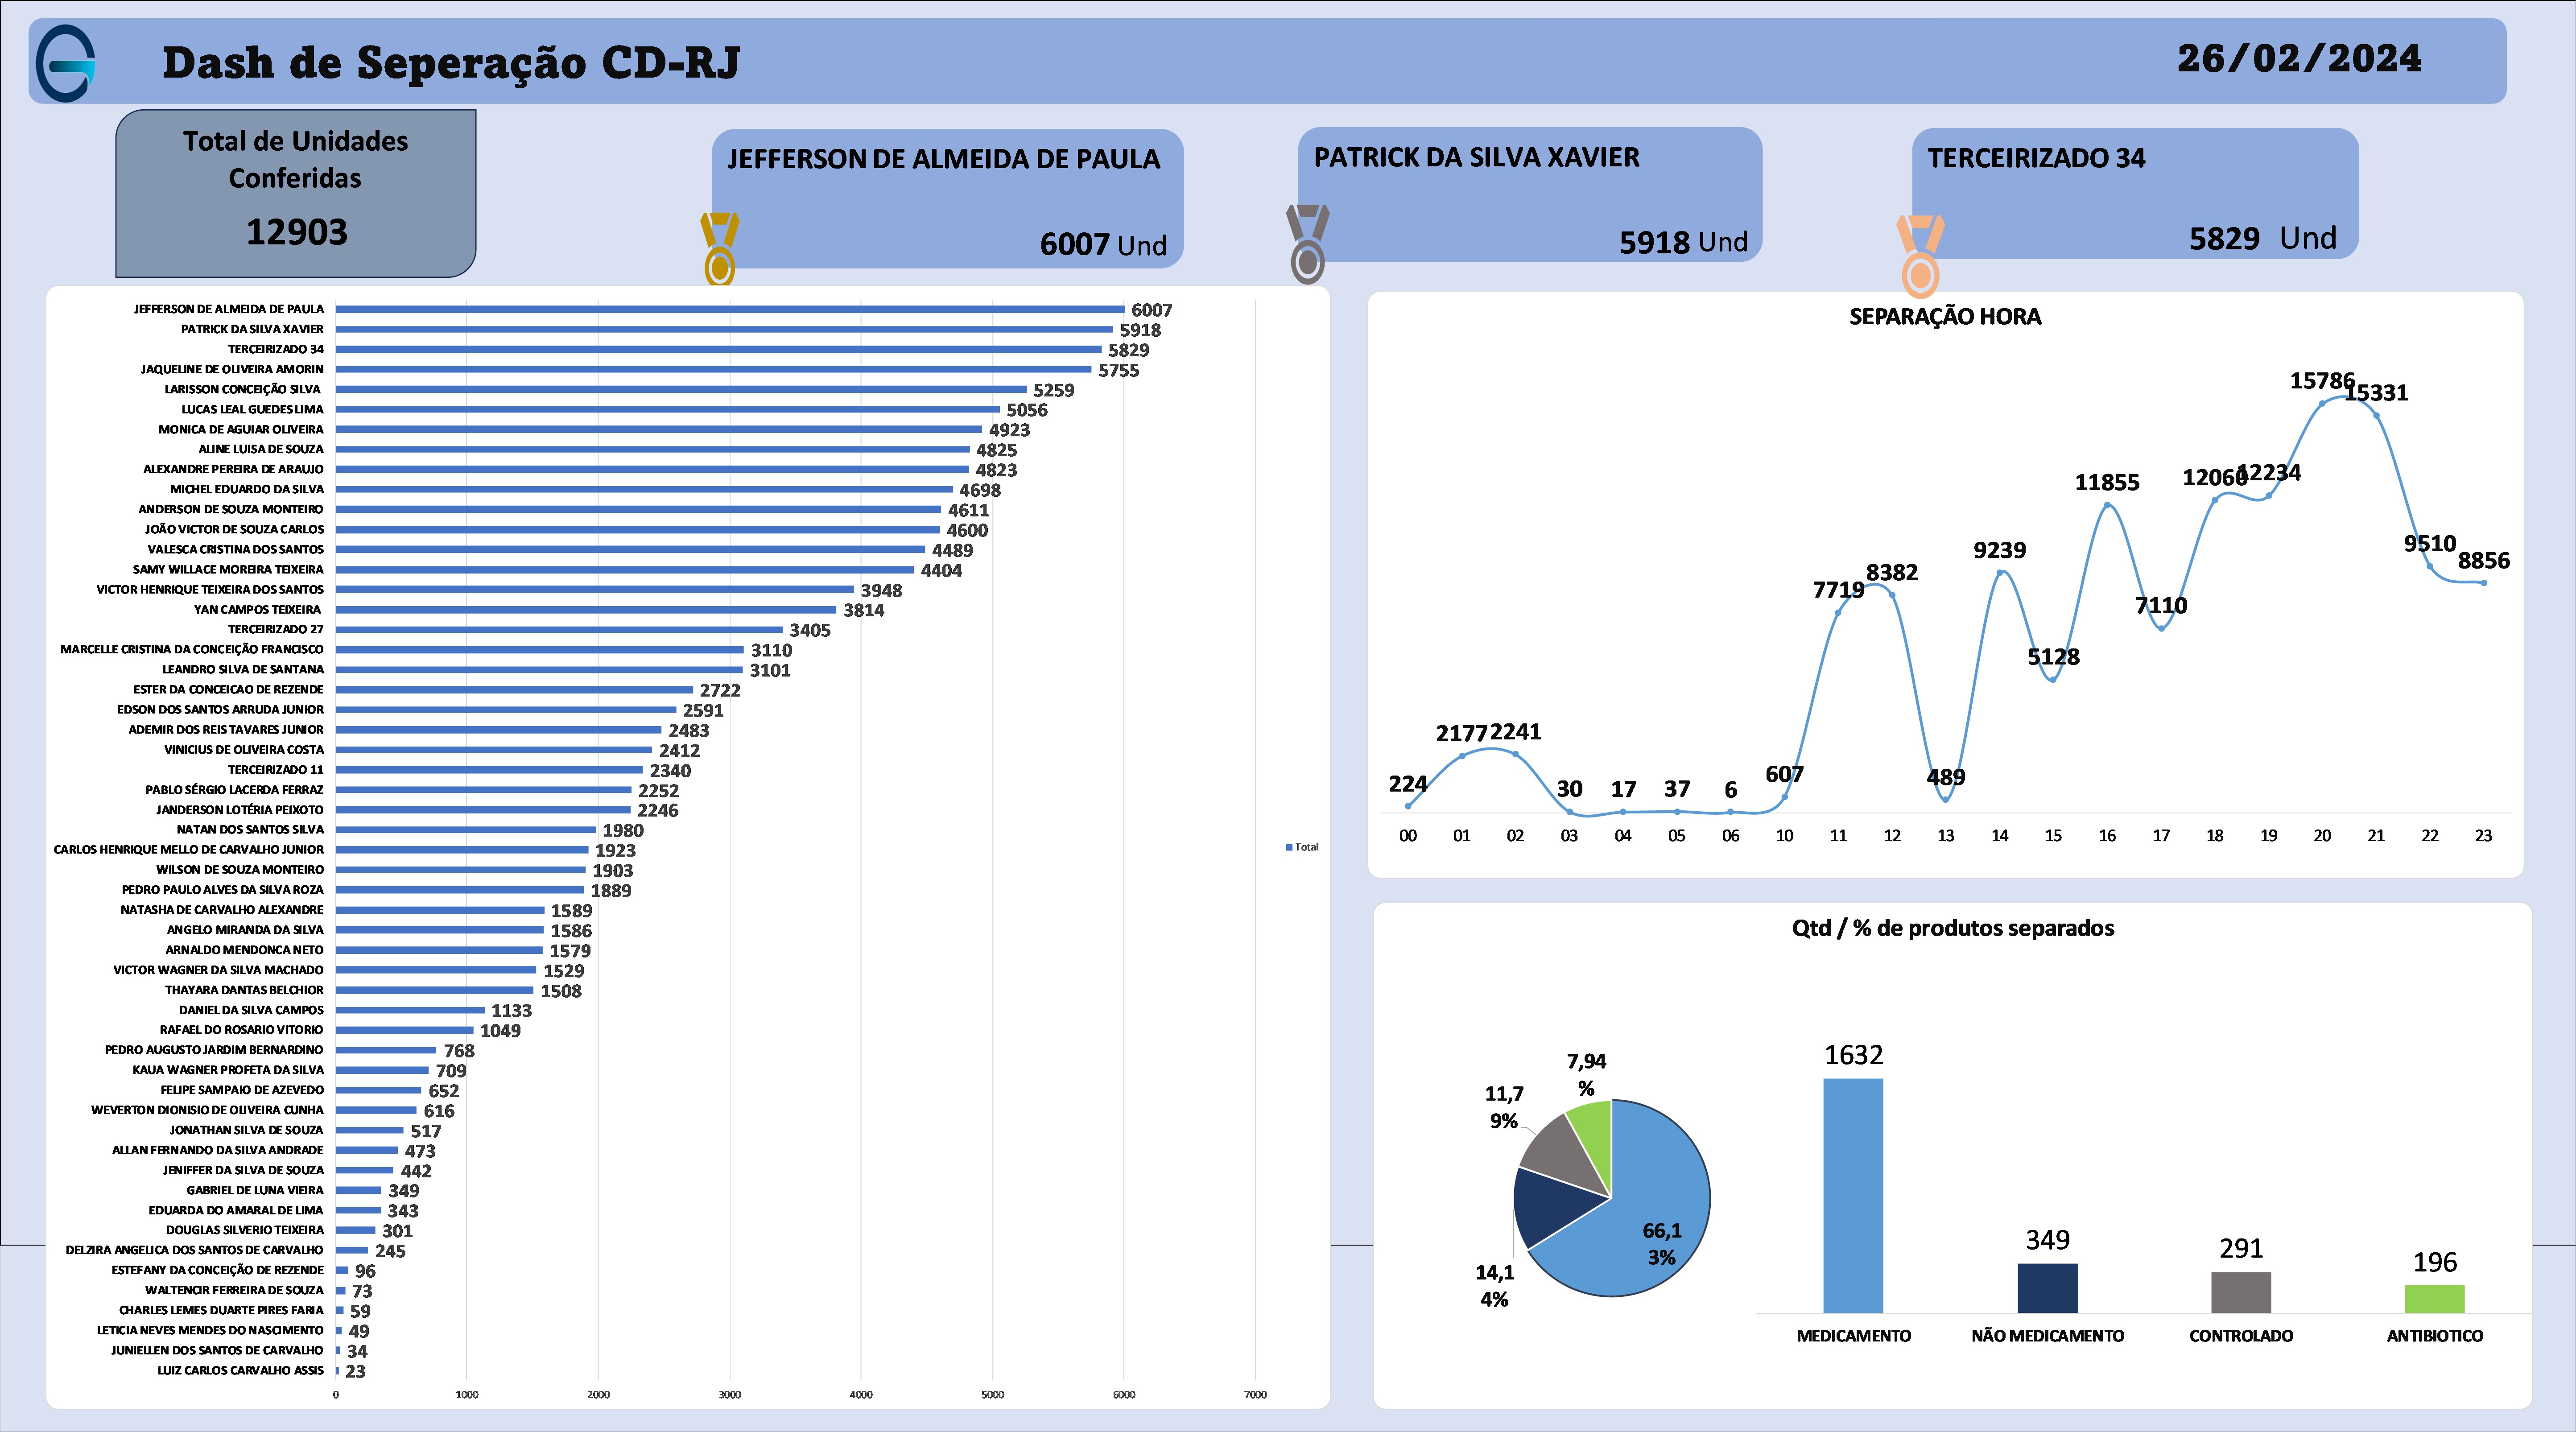 Dash de Seperação CD-RJ
26/02/2024
Total de Unidades
Conferidas
12903
JEFFERSON DE ALMEIDA DE PAULA
6007 Und
PATRICK DA SILVA XAVIER
5918 Und
TERCEIRIZADO 34
5829 Und
JEFFERSON DE ALMEIDA DE PAULA 6007
PATRICK DA SILVA XAVIER 5918
TERCEIRIZADO 34 5829
JAQUELINE DE OLIVEIRA AMORIN 5755
LARISSON CONCEIÇÃO SILVA 5259
LUCAS LEAL GUEDES LIMA 5056
MONICA DE AGUIAR OLIVEIRA 4923
ALINE LUISA DE SOUZA 4825
ALEXANDRE PEREIRA DE ARAUJO 4823
MICHEL EDUARDO DA SILVA 4698
ANDERSON DE SOUZA MONTEIRO 4611
JOÃO VICTOR DE SOUZA CARLOS 4600
VALESCA CRISTINA DOS SANTOS 4489
SAMY WILLACE MOREIRA TEIXEIRA 4404
VICTOR HENRIQUE TEIXEIRA DOS SANTOS 3948
YAN CAMPOS TEIXEIRA 3814
TERCEIRIZADO 27 3405
MARCELLE CRISTINA DA CONCEIÇÃO FRANCISCO 3110
LEANDRO SILVA DE SANTANA 3101
ESTER DA CONCEICAO DE REZENDE 2722
EDSON DOS SANTOS ARRUDA JUNIOR 2591
ADEMIR DOS REIS TAVARES JUNIOR 2483
VINICIUS DE OLIVEIRA COSTA 2412
TERCEIRIZADO 11 2340
PABLO SÉRGIO LACERDA FERRAZ 2252
JANDERSON LOTÉRIA PEIXOTO 2246
NATAN DOS SANTOS SILVA 1980
CARLOS HENRIQUE MELLO DE CARVALHO JUNIOR 1923
WILSON DE SOUZA MONTEIRO 1903
PEDRO PAULO ALVES DA SILVA ROZA 1889
NATASHA DE CARVALHO ALEXANDRE 1589
ANGELO MIRANDA DA SILVA 1586
ARNALDO MENDONCA NETO 1579
VICTOR WAGNER DA SILVA MACHADO 1529
THAYARA DANTAS BELCHIOR 1508
DANIEL DA SILVA CAMPOS 1133
RAFAEL DO ROSARIO VITORIO 1049
PEDRO AUGUSTO JARDIM BERNARDINO 768
KAUA WAGNER PROFETA DA SILVA 709
FELIPE SAMPAIO DE AZEVEDO 652
WEVERTON DIONISIO DE OLIVEIRA CUNHA 616
JONATHAN SILVA DE SOUZA 517
ALLAN FERNANDO DA SILVA ANDRADE 473
JENIFFER DA SILVA DE SOUZA 442
GABRIEL DE LUNA VIEIRA 349
EDUARDA DO AMARAL DE LIMA 343
DOUGLAS SILVERIO TEIXEIRA 301
DELZIRA ANGELICA DOS SANTOS DE CARVALHO 245
ESTEFANY DA CONCEIÇÃO DE REZENDE 96
WALTENCIR FERREIRA DE SOUZA 73
CHARLES LEMES DUARTE PIRES FARIA 59
LETICIA NEVES MENDES DO NASCIMENTO 49
JUNIELLEN DOS SANTOS DE CARVALHO 34
LUIZ CARLOS CARVALHO ASSIS 23
0 1000 2000 3000 4000 5000 6000 7000
Total
SEPARAÇÃO HORA
224 2177 2241 30 17 37 6 607 7719 8382 489 9239 5128 11855 7110 12060 12234 15786 15331 9510 8856
00 01 02 03 04 05 06 10 11 12 13 14 15 16 17 18 19 20 21 22 23
Qtd / % de produtos separados
7,94
%
11,7
9%
66,1
3%
14,1
4%
1632
349
291
196
MEDICAMENTO
NÃO MEDICAMENTO
CONTROLADO
ANTIBIOTICO